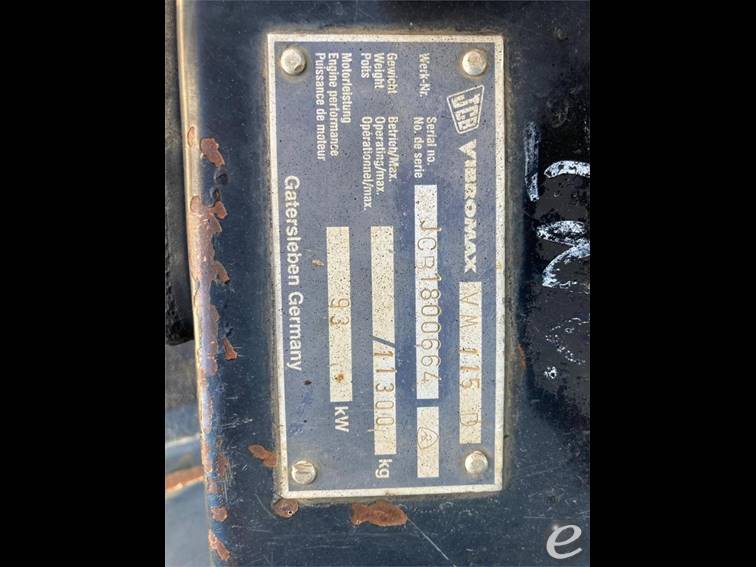 JCB VIBROMAX VM 115 D
Werk-Nr. Serial no. No. de serie JCB1800664
Gewicht Betrieb/Max.
Weight Operating/max.
Poits Opérationnel/max. /11300 kg
Motorleistung
Engine performance 93 kW
Puissance de moteur
Gatersleben Germany
e